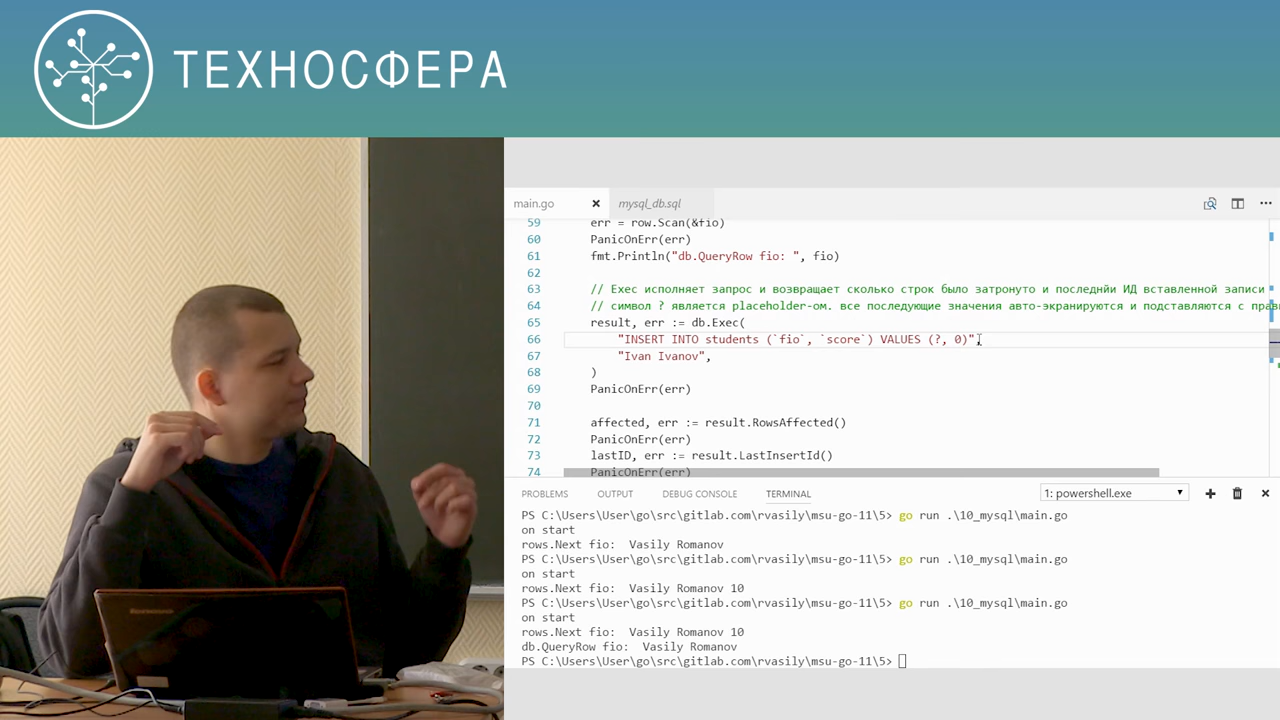 ТЕХНОСФЕРА
main.go
mysql_db.sql
59 err = row.Scan(&fio)
60 PanicOnErr(err)
61 fmt.Println("db.QueryRow fio: ", fio)
62
63 // Exec исполняет запрос и возвращает сколько строк было затронуто и последнйи ИД вставленной записи
64 // символ ? является placeholder-ом. все последующие значения авто-экранируются и подставляются с прав
65 result, err := db.Exec(
66 "INSERT INTO students (`fio`, `score`) VALUES (?, 0)",
67 "Ivan Ivanov",
68 )
69 PanicOnErr(err)
70
71 affected, err := result.RowsAffected()
72 PanicOnErr(err)
73 lastID, err := result.LastInsertId()
74 PanicOnErr(err)
PROBLEMS OUTPUT DEBUG CONSOLE TERMINAL 1: powershell.exe
PS C:\Users\User\go\src\gitlab.com\rvasily\msu-go-11\5> go run .\10_mysql\main.go
on start
rows.Next fio:  Vasily Romanov
PS C:\Users\User\go\src\gitlab.com\rvasily\msu-go-11\5> go run .\10_mysql\main.go
on start
rows.Next fio:  Vasily Romanov 10
PS C:\Users\User\go\src\gitlab.com\rvasily\msu-go-11\5> go run .\10_mysql\main.go
on start
rows.Next fio:  Vasily Romanov 10
db.QueryRow fio:  Vasily Romanov
PS C:\Users\User\go\src\gitlab.com\rvasily\msu-go-11\5>